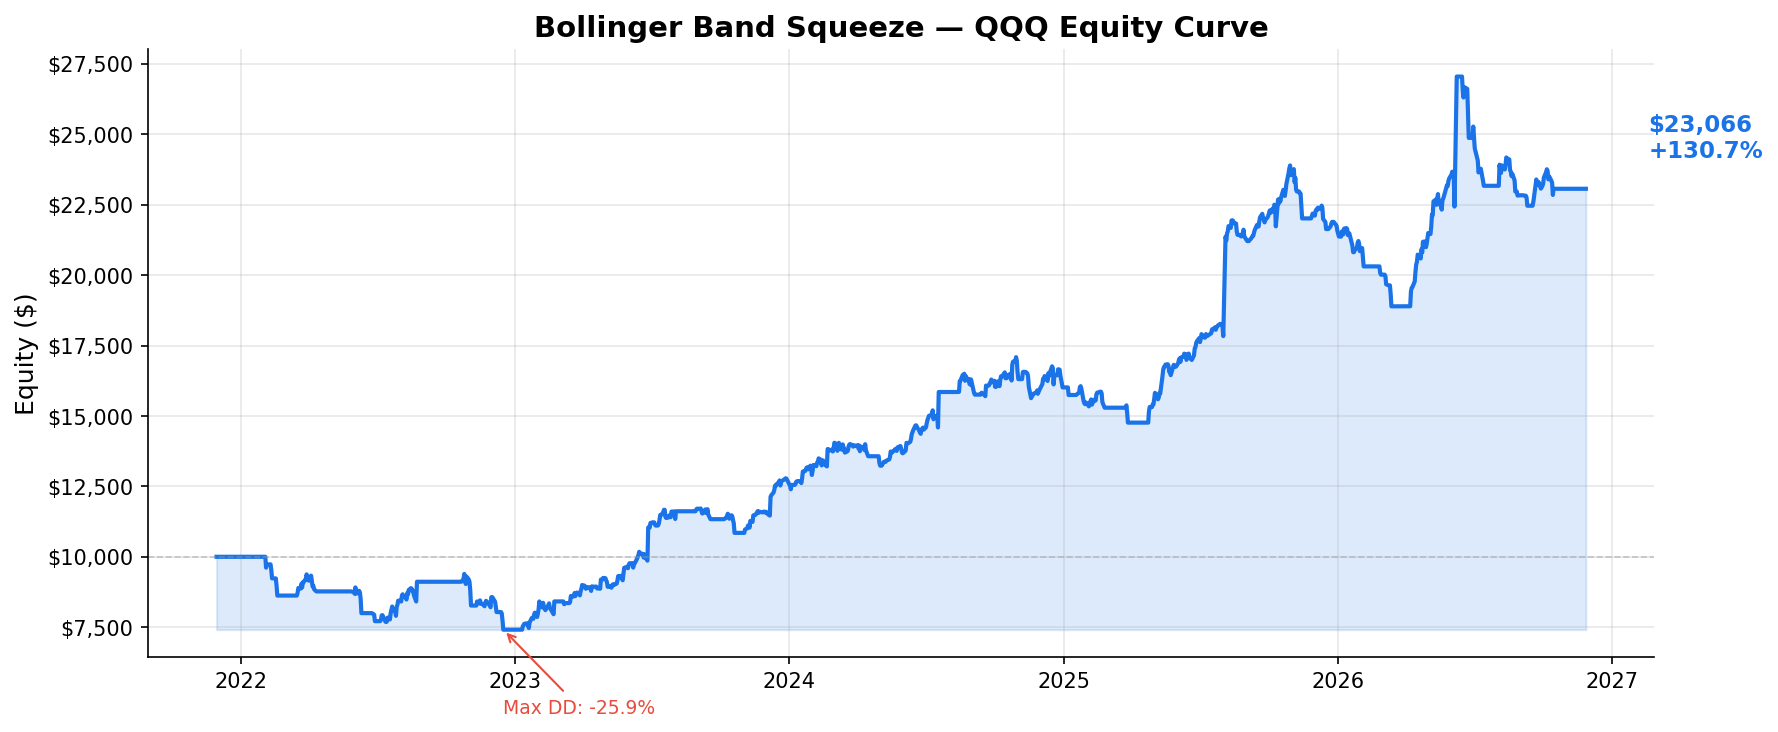 Bollinger Band Squeeze — QQQ Equity Curve
Equity ($)
$27,500
$25,000
$22,500
$20,000
$17,500
$15,000
$12,500
$10,000
$7,500
$23,066
+130.7%
2022 2023 2024 2025 2026 2027
Max DD: -25.9%